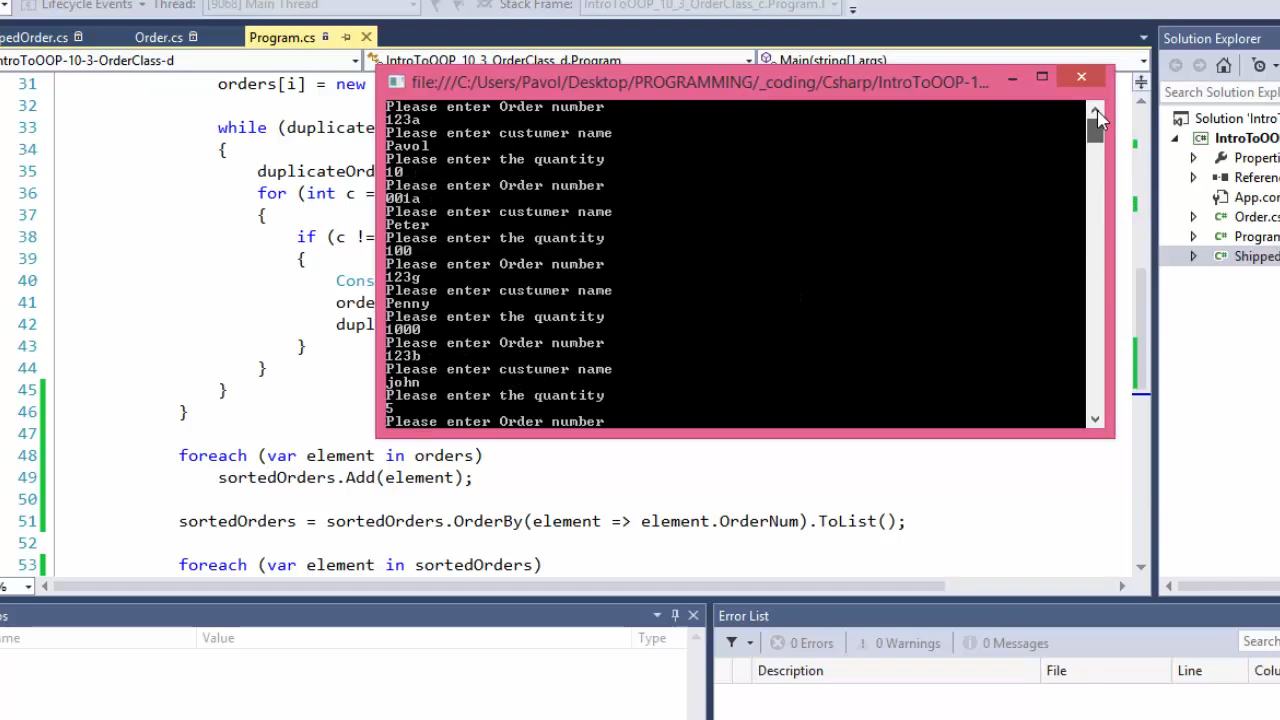 Lifecycle Events
Thread:
[9068] Main Thread
Stack Frame:
IntroToOOP_10_3_OrderClass_c.Program.I
pedOrder.cs
Order.cs
Program.cs
ntroToOOP-10-3-OrderClass-d
IntroToOOP_10_3_OrderClass_d.Program
Main(string[] args)
31 orders[i] = new
32
33 while (duplicate
34 {
35 duplicateOrd
36 for (int c =
37 {
38 if (c !=
39 {
40 Cons
41 orde
42 dupl
43 }
44 }
45 }
46 }
47
48 foreach (var element in orders)
49 sortedOrders.Add(element);
50
51 sortedOrders = sortedOrders.OrderBy(element => element.OrderNum).ToList();
52
53 foreach (var element in sortedOrders)
%
file:///C:/Users/Pavol/Desktop/PROGRAMMING/_coding/Csharp/IntroToOOP-1...
Please enter Order number
123a
Please enter custumer name
Pavol
Please enter the quantity
10
Please enter Order number
001a
Please enter custumer name
Peter
Please enter the quantity
100
Please enter Order number
123g
Please enter custumer name
Penny
Please enter the quantity
1000
Please enter Order number
123b
Please enter custumer name
john
Please enter the quantity
5
Please enter Order number
Solution Explorer
Search Solution Expl
Solution 'IntroT
IntroToOO
Properti
Referen
App.con
Order.cs
Program
Shipped
s
ame
Value
Type
Error List
0 Errors
0 Warnings
0 Messages
Search
Description
File
Line
Colu